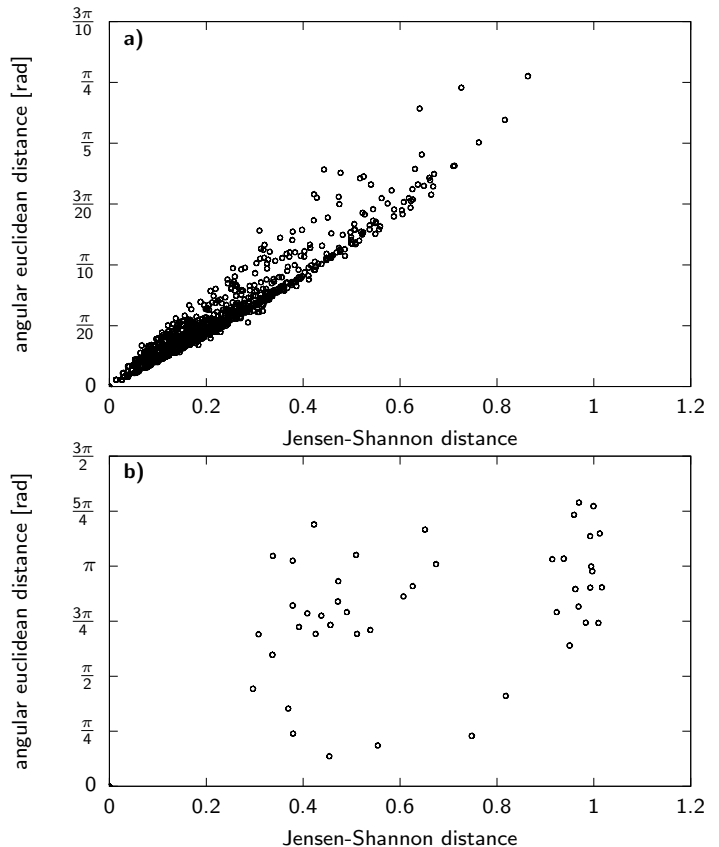 a)
angular euclidean distance [rad]
3π/10
π/4
π/5
3π/20
π/10
π/20
0
0 0.2 0.4 0.6 0.8 1 1.2
Jensen-Shannon distance
b)
angular euclidean distance [rad]
3π/2
5π/4
π
3π/4
π/2
π/4
0
0 0.2 0.4 0.6 0.8 1 1.2
Jensen-Shannon distance